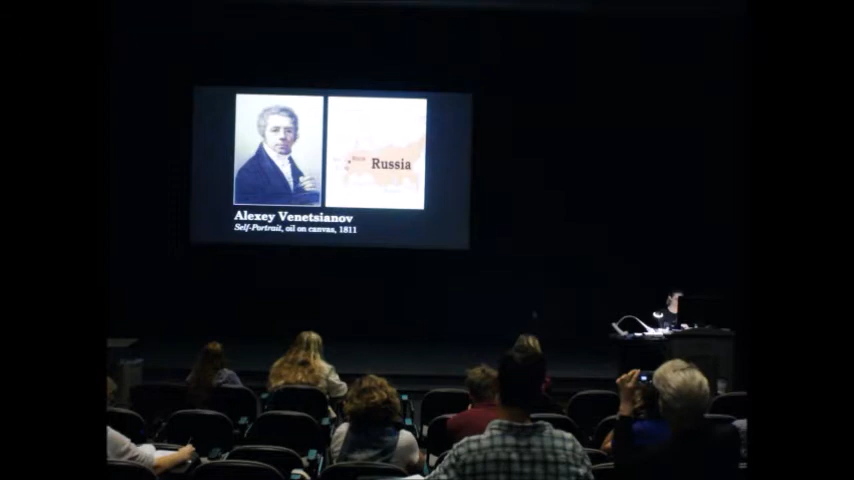 Russia
Alexey Venetsianov
Self-Portrait, oil on canvas, 1811